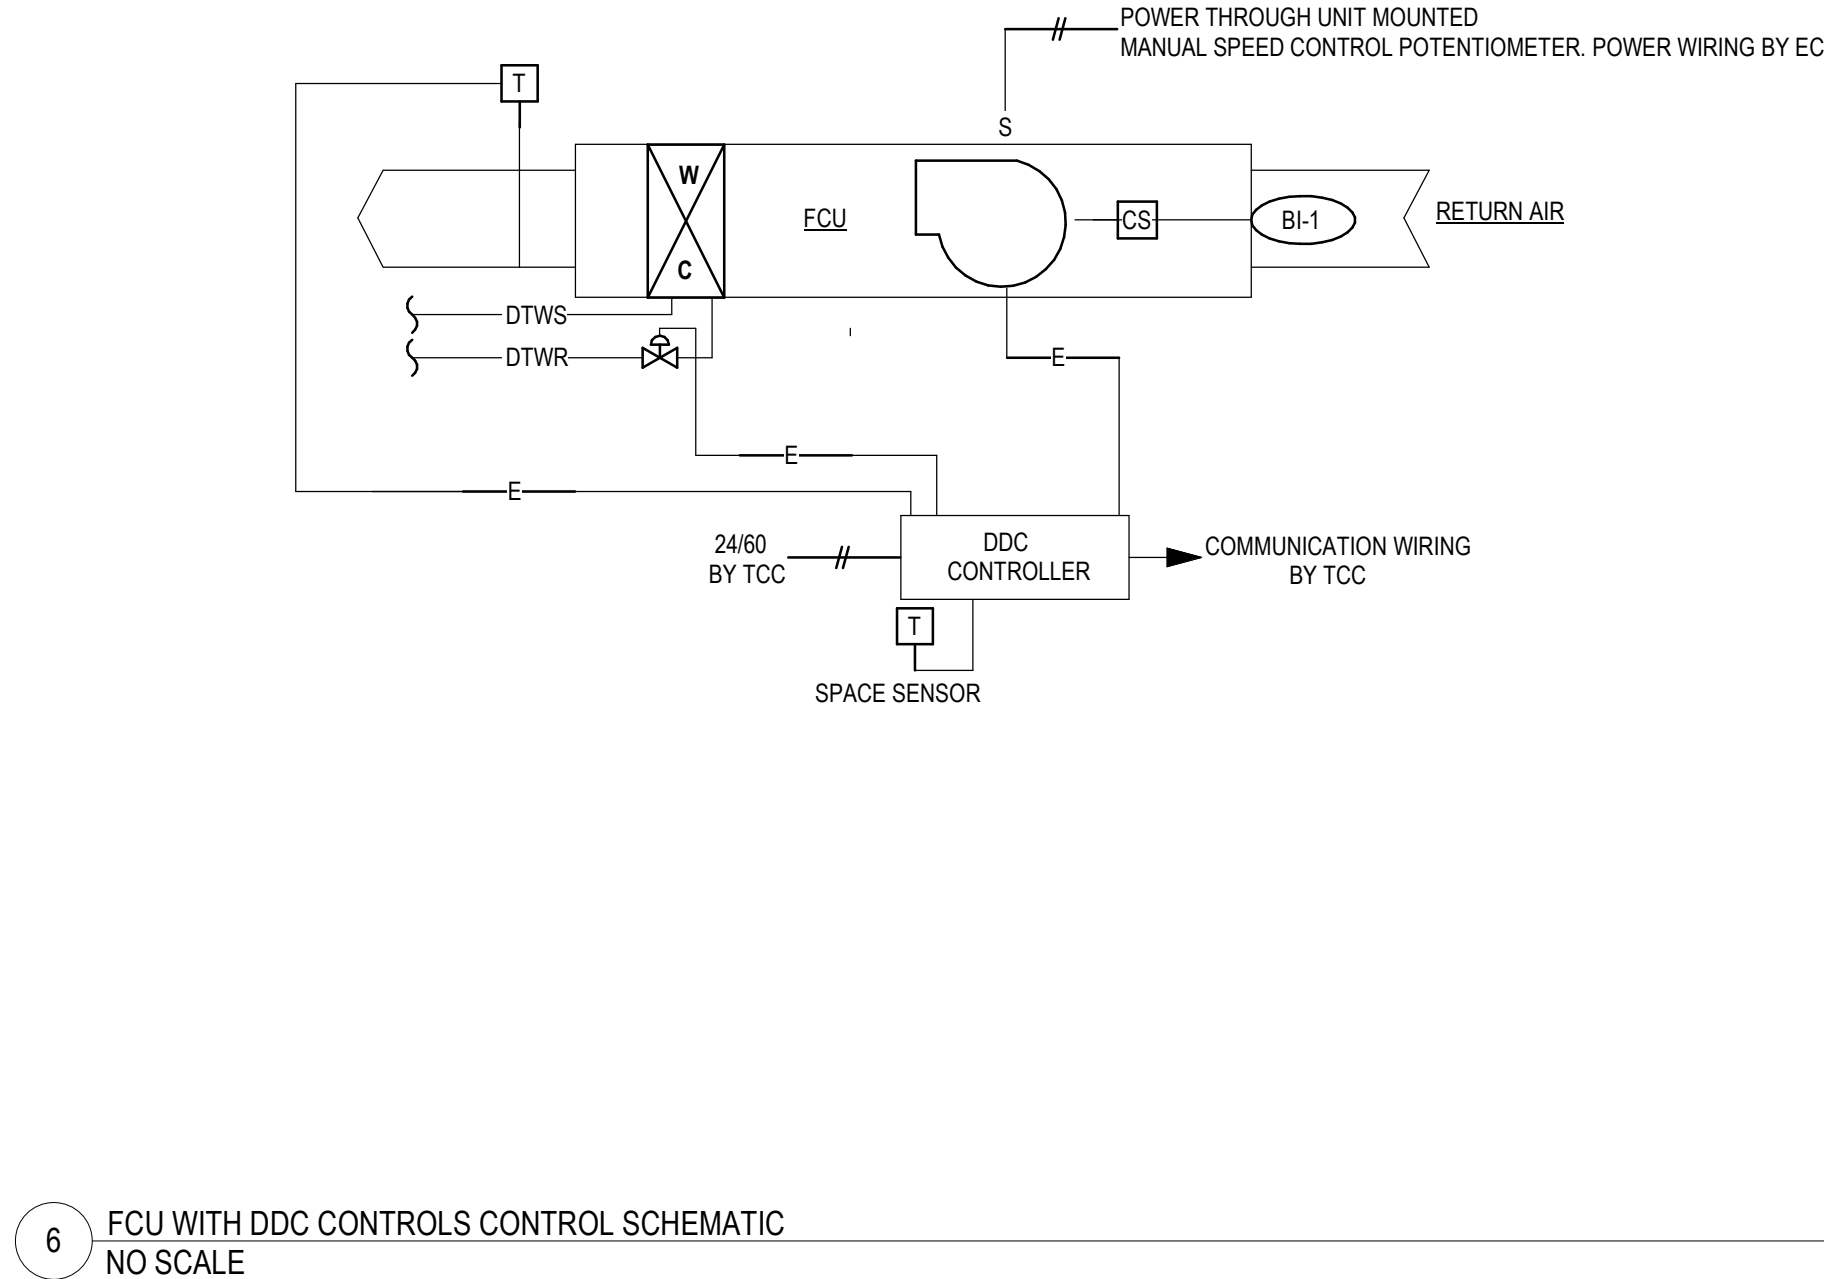 POWER THROUGH UNIT MOUNTED
MANUAL SPEED CONTROL POTENTIOMETER. POWER WIRING BY EC
T
S
W
FCU
CS
BI-1
RETURN AIR
C
DTWS
DTWR
E
E
E
24/60
BY TCC
DDC
CONTROLLER
COMMUNICATION WIRING
BY TCC
T
SPACE SENSOR
6
FCU WITH DDC CONTROLS CONTROL SCHEMATIC
NO SCALE